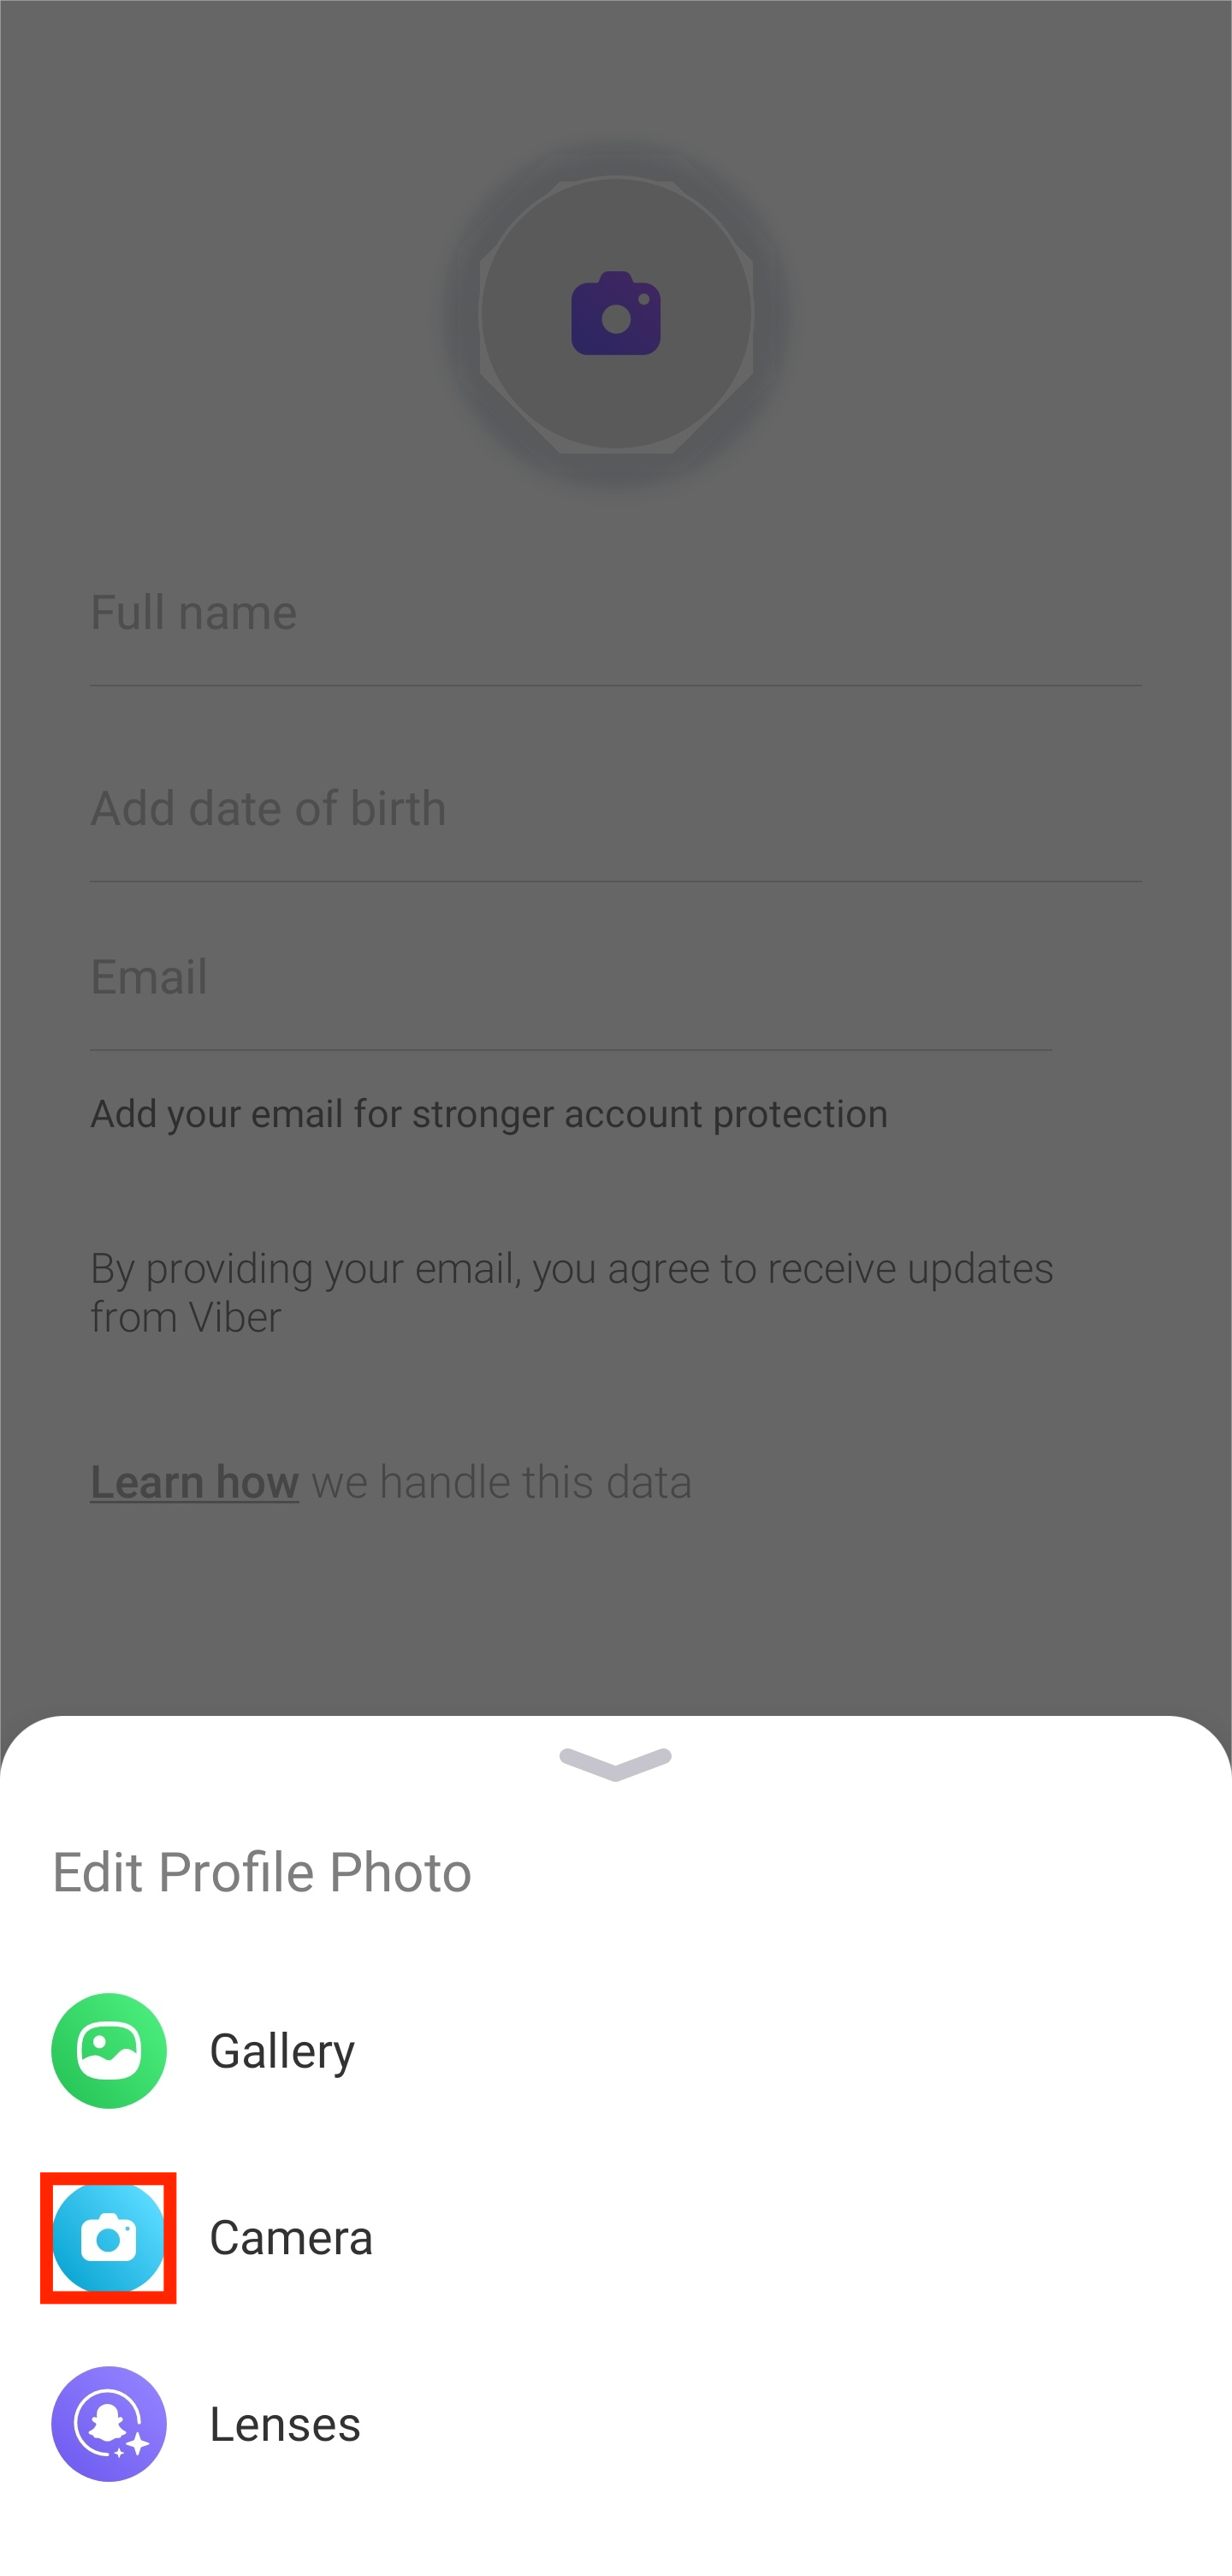 Full name
Add date of birth
Email
Add your email for stronger account protection
By providing your email, you agree to receive updates
from Viber
Learn how we handle this data
Edit Profile Photo
Gallery
Camera
Lenses